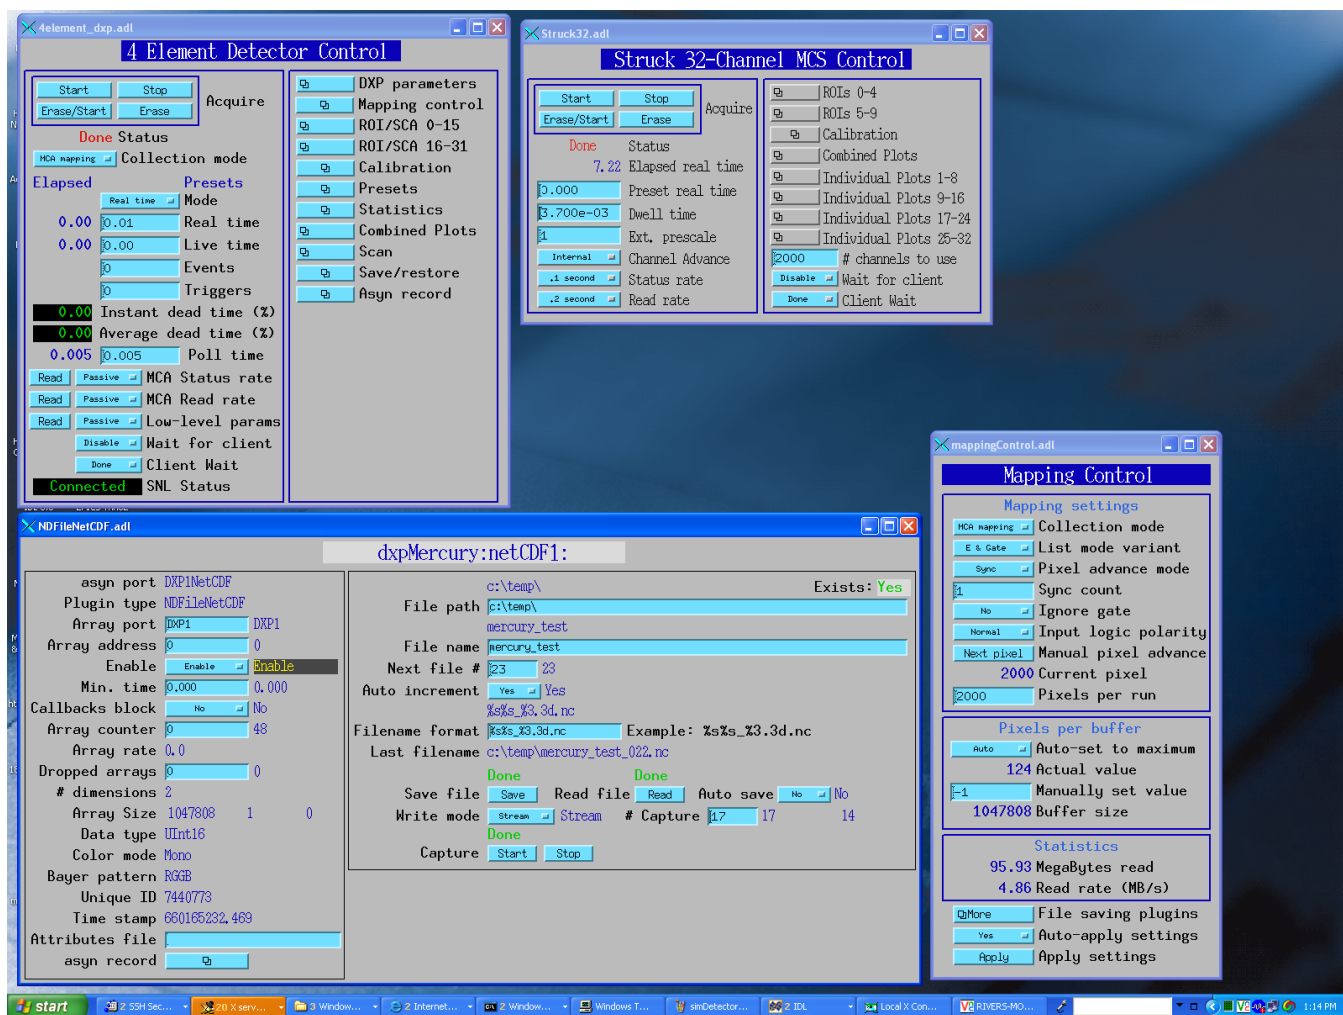 4element_dxp.adl
4 Element Detector Control
Start Stop
Erase/Start Erase
Acquire
Done Status
MCA mapping Collection mode
Elapsed Presets
Real time Mode
0.00 0.01 Real time
0.00 0.00 Live time
0 Events
0 Triggers
0.00 Instant dead time (%)
0.00 Average dead time (%)
0.005 0.005 Poll time
Read Passive MCA Status rate
Read Passive MCA Read rate
Read Passive Low-level params
Disable Wait for client
Done Client Wait
Connected SNL Status
DXP parameters
Mapping control
ROI/SCA 0-15
ROI/SCA 16-31
Calibration
Presets
Statistics
Combined Plots
Scan
Save/restore
Asyn record
Struck32.adl
Struck 32-Channel MCS Control
Start Stop
Erase/Start Erase
Acquire
Done Status
7.22 Elapsed real time
0.000 Preset real time
3.700e-03 Dwell time
1 Ext. prescale
Internal Channel Advance
.1 second Status rate
.2 second Read rate
ROIs 0-4
ROIs 5-9
Calibration
Combined Plots
Individual Plots 1-8
Individual Plots 9-16
Individual Plots 17-24
Individual Plots 25-32
2000 # channels to use
Disable Wait for client
Done Client Wait
NDFileNetCDF.adl
dxpMercury:netCDF1:
asyn port DXP1NetCDF
Plugin type NDFileNetCDF
Array port DXP1 DXP1
Array address 0 0
Enable Enable Enable
Min. time 0.000 0.000
Callbacks block No No
Array counter 0 48
Array rate 0.0
Dropped arrays 0 0
# dimensions 2
Array Size 1047808 1 0
Data type UInt16
Color mode Mono
Bayer pattern RGGB
Unique ID 7440773
Time stamp 660165232.469
Attributes file
asyn record
c:\temp\ Exists: Yes
File path c:\temp\
mercury_test
File name mercury_test
Next file # 23 23
Auto increment Yes Yes
%s%s_%3.3d.nc
Filename format %s%s_%3.3d.nc Example: %s%s_%3.3d.nc
Last filename c:\temp\mercury_test_022.nc
Done Done
Save file Save Read file Read Auto save No No
Write mode Stream Stream # Capture 17 17 14
Done
Capture Start Stop
mappingControl.adl
Mapping Control
Mapping settings
MCA mapping Collection mode
E & Gate List mode variant
Sync Pixel advance mode
1 Sync count
No Ignore gate
Normal Input logic polarity
Next pixel Manual pixel advance
2000 Current pixel
2000 Pixels per run
Pixels per buffer
Auto Auto-set to maximum
124 Actual value
-1 Manually set value
1047808 Buffer size
Statistics
95.93 MegaBytes read
4.86 Read rate (MB/s)
More File saving plugins
Yes Auto-apply settings
Apply Apply settings
start 2 SSH Sec... 20 X serv... 3 Window... 2 Internet... 2 Window... Windows T... simDetector... 2 IDL Local X Con... RIVERS-MO... 1:14 PM